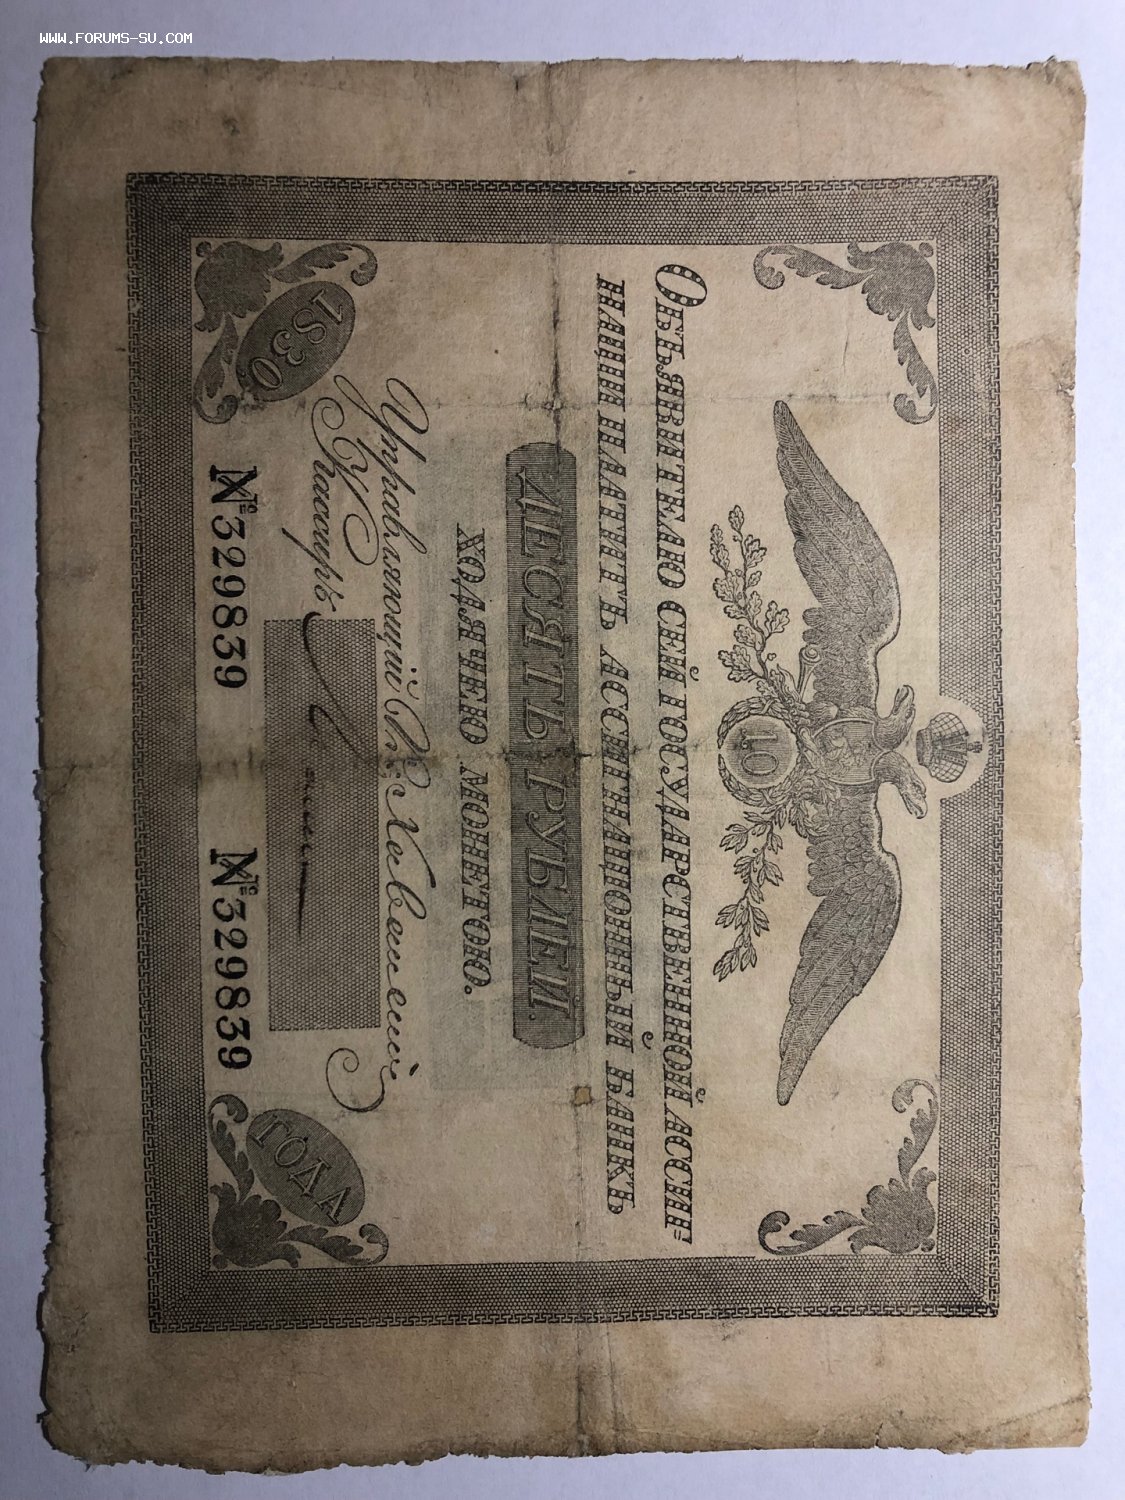 WWW.FORUMS-SU.COM
10
Объявителю сей государственной ассиг=
націи платитъ ассигнаціонный банкъ
ДЕСЯТЬ РУБЛЕЙ.
ходячею монетою.
Управляющій
Кассиръ
1830
ГОДА
№ 329839 № 329839